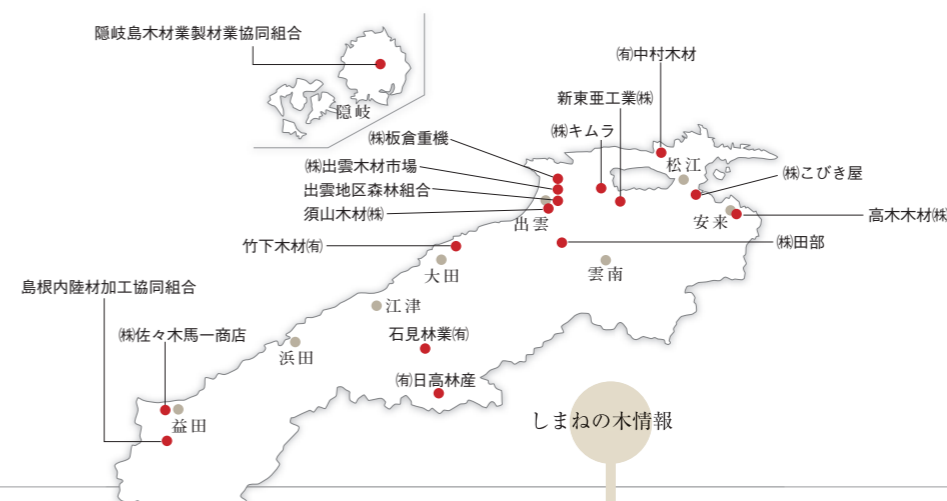 隠岐島木材業製材業協同組合
隠岐
㈲中村木材
新東亜工業㈱
㈱キムラ
㈱板倉重機
㈱出雲木材市場
出雲地区森林組合
須山木材㈱
竹下木材㈲
松江
㈱こびき屋
安来
高木木材㈱
出雲
㈱田部
雲南
大田
江津
島根内陸材加工協同組合
㈱佐々木馬一商店
浜田
石見林業㈲
㈲日高林産
益田
しまねの木情報